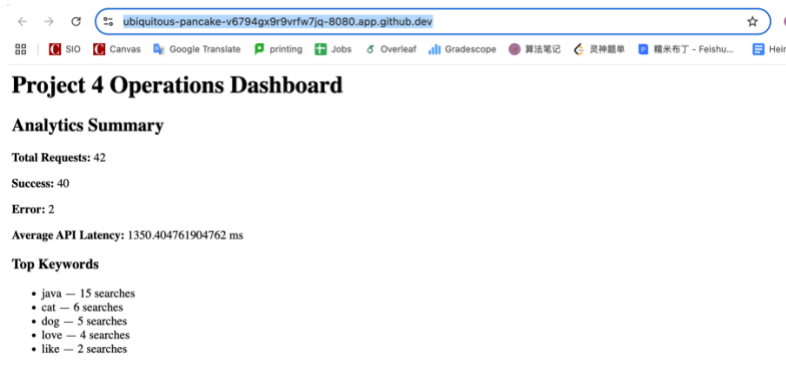 ubiquitous-pancake-v6794gx9r9vrfw7jq-8080.app.github.dev
SIO Canvas Google Translate printing Jobs Overleaf Gradescope 算法笔记 灵神题单 糯米布丁 - Feishu...
Project 4 Operations Dashboard
Analytics Summary
Total Requests: 42
Success: 40
Error: 2
Average API Latency: 1350.404761904762 ms
Top Keywords
• java — 15 searches
• cat — 6 searches
• dog — 5 searches
• love — 4 searches
• like — 2 searches